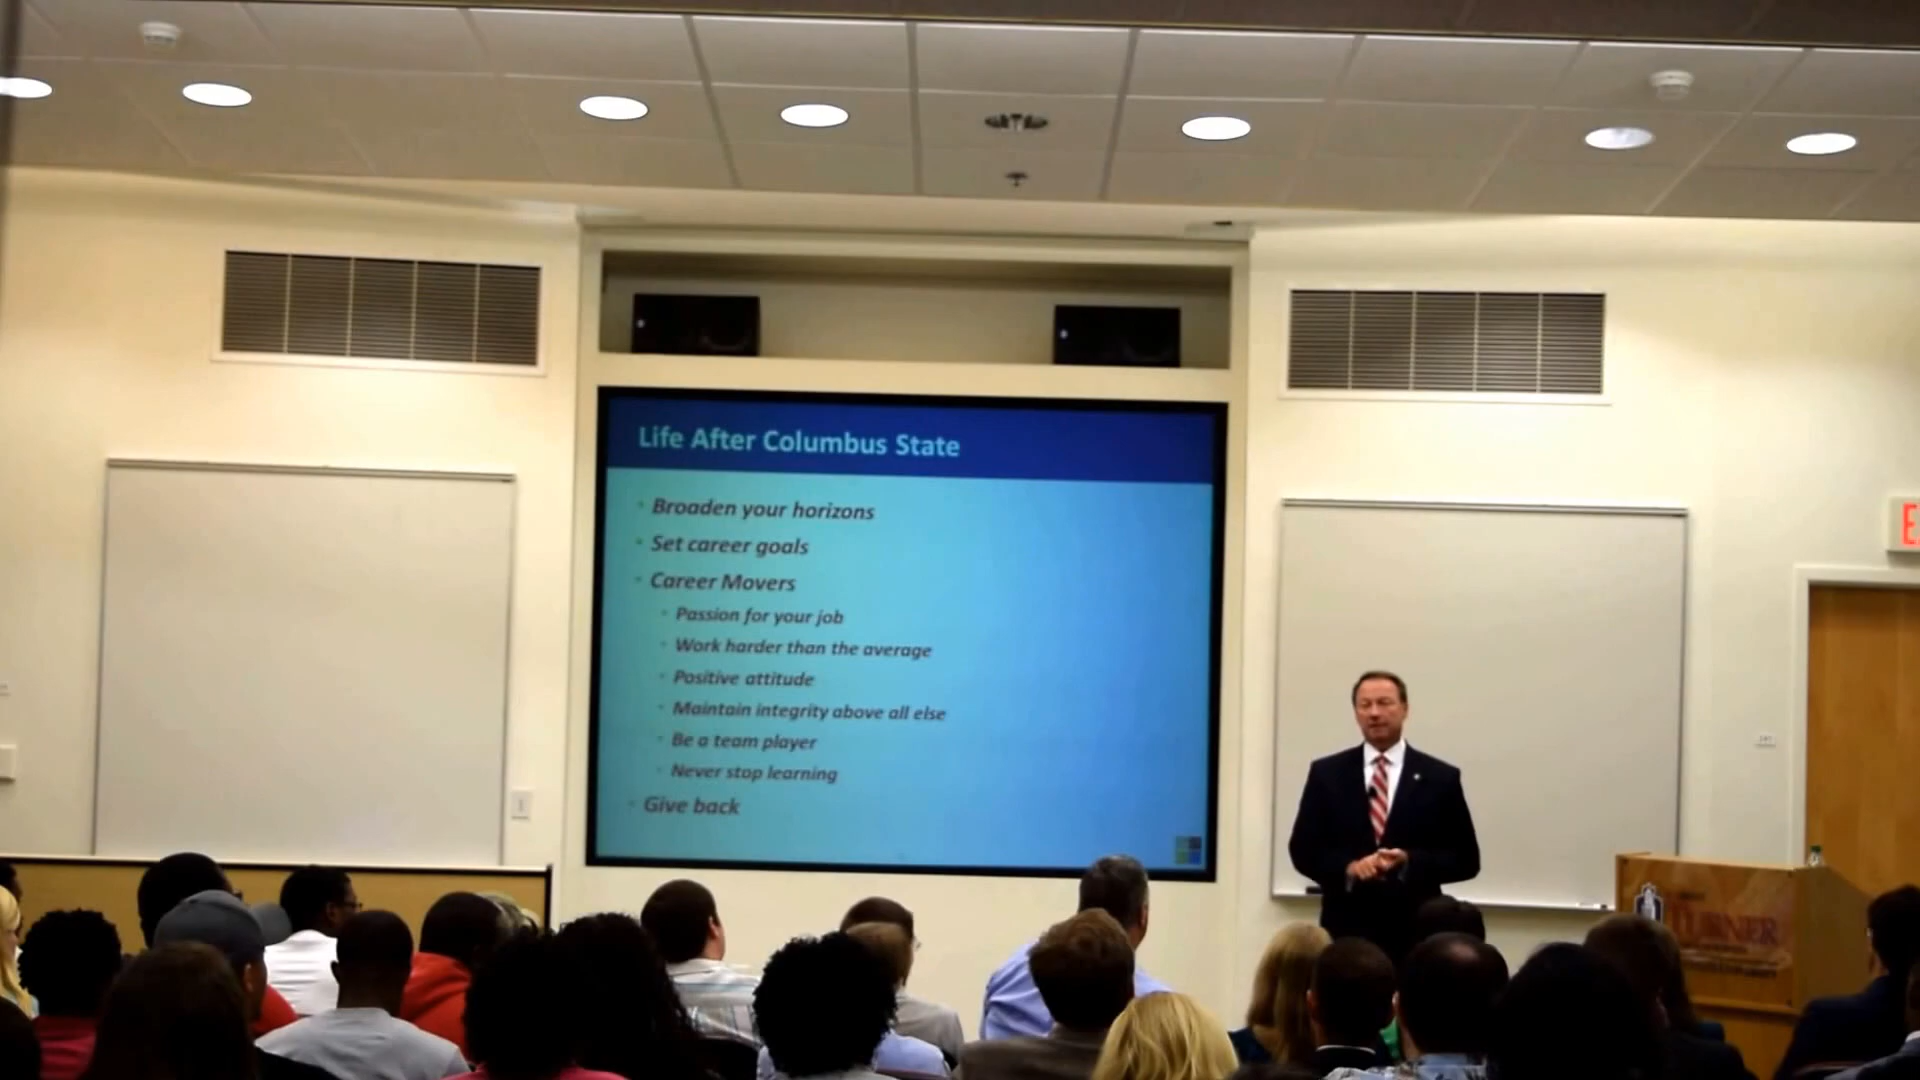 Life After Columbus State
Broaden your horizons
Set career goals
Career Movers
Passion for your job
Work harder than the average
Positive attitude
Maintain integrity above all else
Be a team player
Never stop learning
Give back
E
TURNER